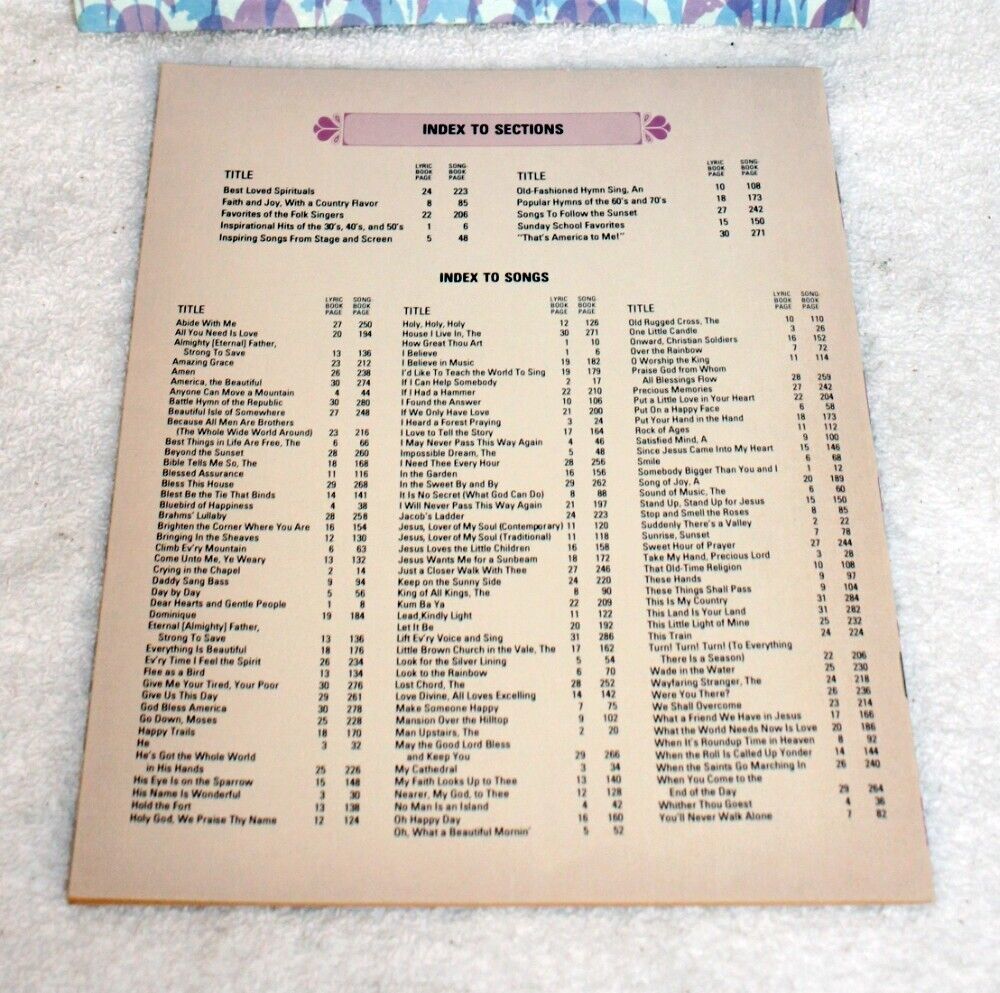 INDEX TO SECTIONS
TITLE LYRIC BOOK PAGE SONG BOOK PAGE
Best Loved Spirituals 24 223
Faith and Joy, With a Country Flavor 8 85
Favorites of the Folk Singers 22 206
Inspirational Hits of the 30's, 40's, and 50's 1 6
Inspiring Songs From Stage and Screen 5 48
TITLE LYRIC BOOK PAGE SONG BOOK PAGE
Old-Fashioned Hymn Sing, An 10 108
Popular Hymns of the 60's and 70's 18 173
Songs To Follow the Sunset 27 242
Sunday School Favorites 15 150
"That's America to Me!" 30 271
INDEX TO SONGS
TITLE LYRIC BOOK PAGE SONG BOOK PAGE
Abide With Me 27 250
All You Need Is Love 20 194
Almighty [Eternal] Father,
Strong To Save 13 136
Amazing Grace 23 212
Amen 26 238
America, the Beautiful 30 274
Anyone Can Move a Mountain 4 44
Battle Hymn of the Republic 30 280
Beautiful Isle of Somewhere 27 248
Because All Men Are Brothers
(The Whole Wide World Around) 23 216
Best Things in Life Are Free, The 6 66
Beyond the Sunset 28 260
Bible Tells Me So, The 18 168
Blessed Assurance 11 116
Bless This House 29 268
Blest Be the Tie That Binds 14 141
Bluebird of Happiness 4 38
Brahms' Lullaby 28 258
Brighten the Corner Where You Are 16 154
Bringing In the Sheaves 12 130
Climb Ev'ry Mountain 6 63
Come Unto Me, Ye Weary 13 132
Crying in the Chapel 2 14
Daddy Sang Bass 9 94
Day by Day 5 56
Dear Hearts and Gentle People 1 8
Dominique 19 184
Eternal [Almighty] Father,
Strong To Save 13 136
Everything Is Beautiful 18 176
Ev'ry Time I Feel the Spirit 26 234
Flee as a Bird 13 134
Give Me Your Tired, Your Poor 30 276
Give Us This Day 29 261
God Bless America 30 278
Go Down, Moses 25 228
Happy Trails 18 170
He 3 32
He's Got the Whole World
in His Hands 25 226
His Eye Is on the Sparrow 15 148
His Name Is Wonderful 3 30
Hold the Fort 13 138
Holy God, We Praise Thy Name 12 124
TITLE LYRIC BOOK PAGE SONG BOOK PAGE
Holy, Holy, Holy 12 126
House I Live In, The 30 271
How Great Thou Art 1 10
I Believe 1 6
I Believe in Music 19 182
I'd Like To Teach the World To Sing 19 179
If I Can Help Somebody 2 17
If I Had a Hammer 22 210
I Found the Answer 10 106
If We Only Have Love 21 200
I Heard a Forest Praying 3 24
I Love to Tell the Story 17 164
I May Never Pass This Way Again 4 46
Impossible Dream, The 5 48
I Need Thee Every Hour 28 256
In the Garden 16 156
In the Sweet By and By 29 262
It Is No Secret (What God Can Do) 8 88
I Will Never Pass This Way Again 21 197
Jacob's Ladder 24 223
Jesus, Lover of My Soul (Contemporary) 11 120
Jesus, Lover of My Soul (Traditional) 11 118
Jesus Loves the Little Children 16 158
Jesus Wants Me for a Sunbeam 18 172
Just a Closer Walk With Thee 27 246
Keep on the Sunny Side 24 220
King of All Kings, The 8 90
Kum Ba Ya 22 209
Lead, Kindly Light 11 122
Let It Be 20 192
Lift Ev'ry Voice and Sing 31 286
Little Brown Church in the Vale, The 17 162
Look for the Silver Lining 5 54
Look to the Rainbow 6 70
Lost Chord, The 28 252
Love Divine, All Loves Excelling 14 142
Make Someone Happy 7 75
Mansion Over the Hilltop 9 102
Man Upstairs, The 2 20
May the Good Lord Bless
and Keep You 29 266
My Cathedral 3 34
My Faith Looks Up to Thee 13 140
Nearer, My God, to Thee 12 128
No Man Is an Island 4 42
Oh Happy Day 16 160
Oh, What a Beautiful Mornin' 5 52
TITLE LYRIC BOOK PAGE SONG BOOK PAGE
Old Rugged Cross, The 10 110
One Little Candle 3 26
Onward, Christian Soldiers 16 152
Over the Rainbow 7 72
O Worship the King 11 114
Praise God from Whom
All Blessings Flow 28 259
Precious Memories 27 242
Put a Little Love in Your Heart 22 204
Put On a Happy Face 6 58
Put Your Hand in the Hand 18 173
Rock of Ages 11 112
Satisfied Mind, A 9 100
Since Jesus Came Into My Heart 15 146
Smile 6 68
Somebody Bigger Than You and I 1 12
Song of Joy, A 20 189
Sound of Music, The 6 60
Stand Up, Stand Up for Jesus 15 150
Stop and Smell the Roses 8 85
Suddenly There's a Valley 2 22
Sunrise, Sunset 7 78
Sweet Hour of Prayer 27 244
Take My Hand, Precious Lord 3 28
That Old-Time Religion 10 108
These Hands 9 97
These Things Shall Pass 9 104
This Is My Country 31 284
This Land Is Your Land 31 282
This Little Light of Mine 25 232
This Train 24 224
Turn! Turn! Turn! (To Everything
There Is a Season) 22 206
Wade in the Water 25 230
Wayfaring Stranger, The 24 218
Were You There? 26 236
We Shall Overcome 23 214
What a Friend We Have in Jesus 17 166
What the World Needs Now Is Love 20 186
When It's Roundup Time in Heaven 8 92
When the Roll Is Called Up Yonder 14 144
When the Saints Go Marching In 26 240
When You Come to the
End of the Day 29 264
Whither Thou Goest 4 36
You'll Never Walk Alone 7 82